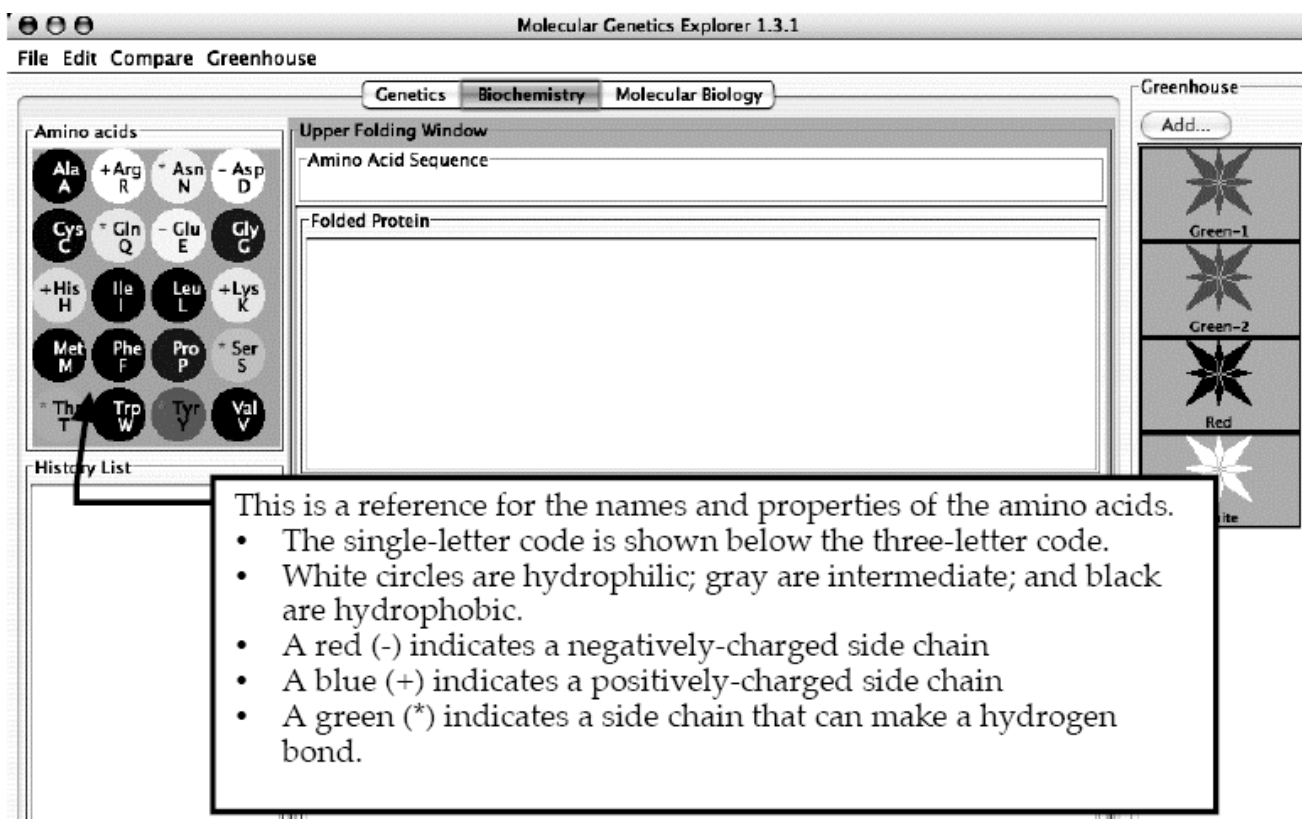 Molecular Genetics Explorer 1.3.1
File Edit Compare Greenhouse
Genetics Biochemistry Molecular Biology
Amino acids
Ala
A
+Arg
R
* Asn
N
- Asp
D
Cys
C
* Gln
Q
- Glu
E
Gly
G
+His
H
Ile
I
Leu
L
+Lys
K
Met
M
Phe
F
Pro
P
* Ser
S
* Thr
T
Trp
W
* Tyr
Y
Val
V
History List
Upper Folding Window
Amino Acid Sequence
Folded Protein
Greenhouse
Add...
Green-1
Green-2
Red
This is a reference for the names and properties of the amino acids.
• The single-letter code is shown below the three-letter code.
• White circles are hydrophilic; gray are intermediate; and black
are hydrophobic.
• A red (-) indicates a negatively-charged side chain
• A blue (+) indicates a positively-charged side chain
• A green (*) indicates a side chain that can make a hydrogen
bond.